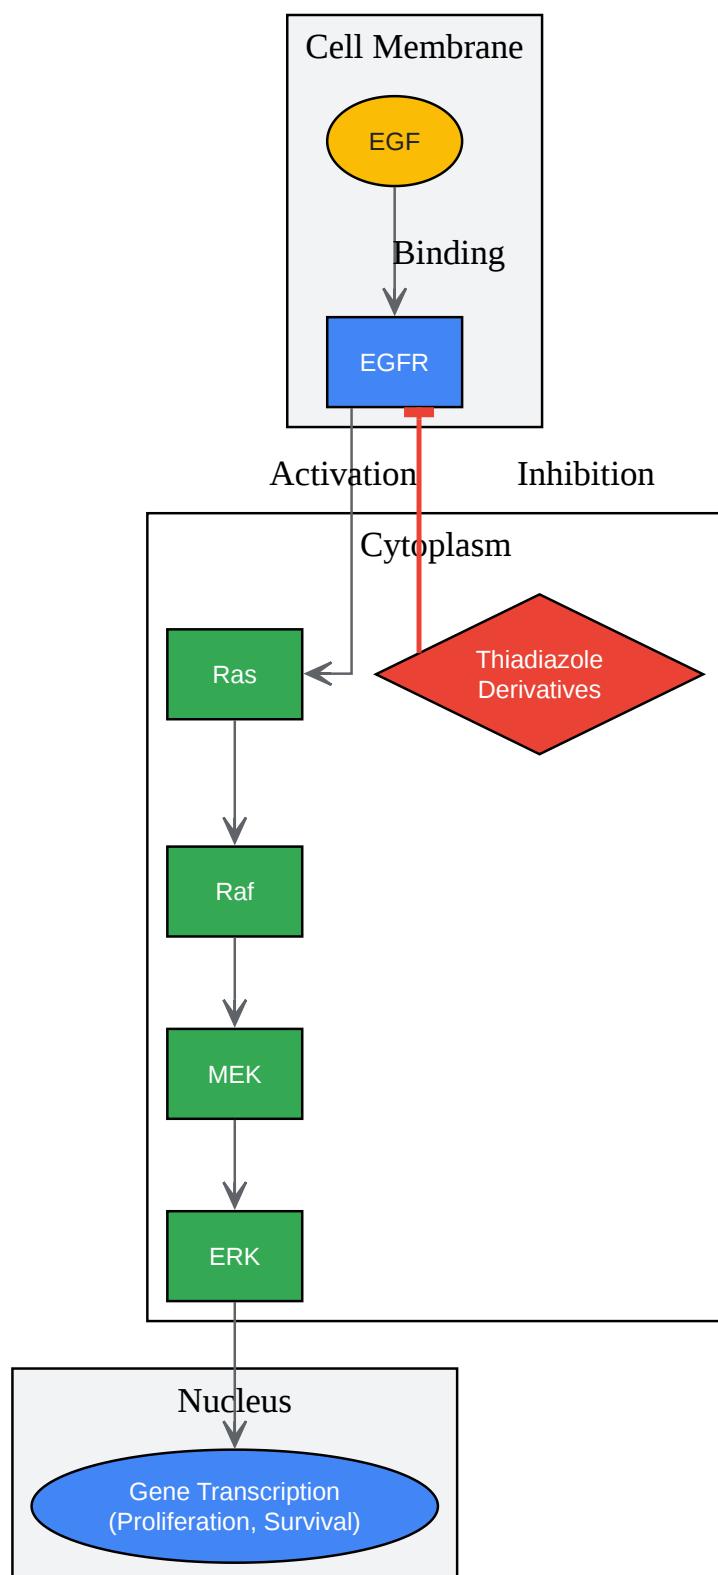 Cell Membrane
EGF
Binding
EGFR
Activation
Inhibition
Cytoplasm
Ras
Thiadiazole
Derivatives
Raf
MEK
ERK
Nucleus
Gene Transcription
(Proliferation, Survival)